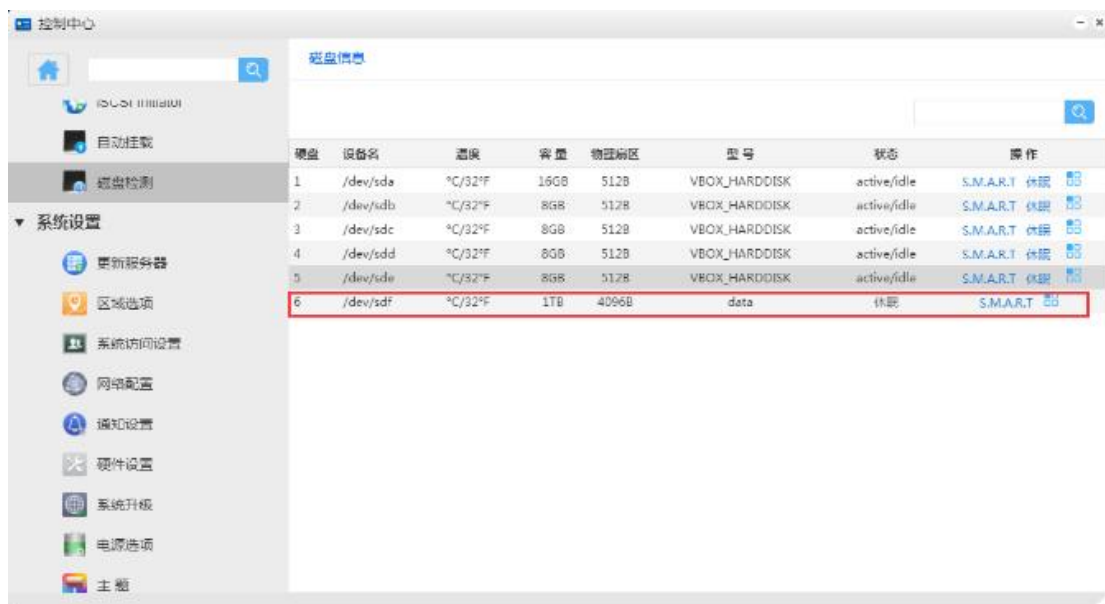 控制中心
磁盘信息
iSCSI Initiator
自动挂载
磁盘检测
系统设置
更新服务器
区域选项
系统访问设置
网络配置
通知设置
硬件设置
系统升级
电源选项
主题
硬盘 设备名 温度 容量 物理扇区 型号 状态 操作
1 /dev/sda °C/32°F 16GB 512B VBOX_HARDDISK active/idle S.M.A.R.T 休眠
2 /dev/sdb °C/32°F 8GB 512B VBOX_HARDDISK active/idle S.M.A.R.T 休眠
3 /dev/sdc °C/32°F 8GB 512B VBOX_HARDDISK active/idle S.M.A.R.T 休眠
4 /dev/sdd °C/32°F 8GB 512B VBOX_HARDDISK active/idle S.M.A.R.T 休眠
5 /dev/sde °C/32°F 8GB 512B VBOX_HARDDISK active/idle S.M.A.R.T 休眠
6 /dev/sdf °C/32°F 1TB 4096B data 休眠 S.M.A.R.T